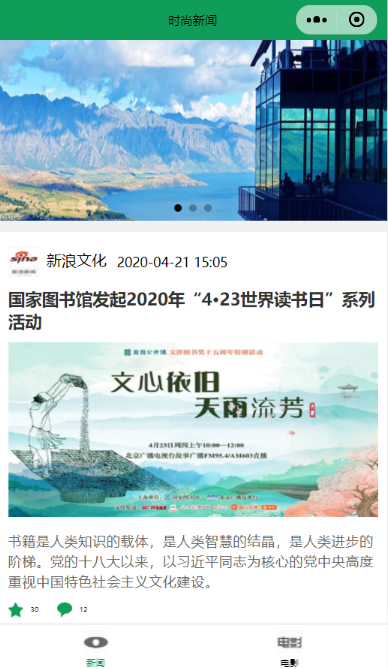 时尚新闻
sina
新浪新闻
新浪文化 2020-04-21 15:05
国家图书馆发起2020年“4·23世界读书日”系列
活动
文心依旧
天雨流芳
4月23日周四上午10:00—12:00
北京广播电视台故事广播FM95.4/AM603直播
书籍是人类知识的载体，是人类智慧的结晶，是人类进步的
阶梯。党的十八大以来，以习近平同志为核心的党中央高度
重视中国特色社会主义文化建设。
30 12
电影
新闻 电影